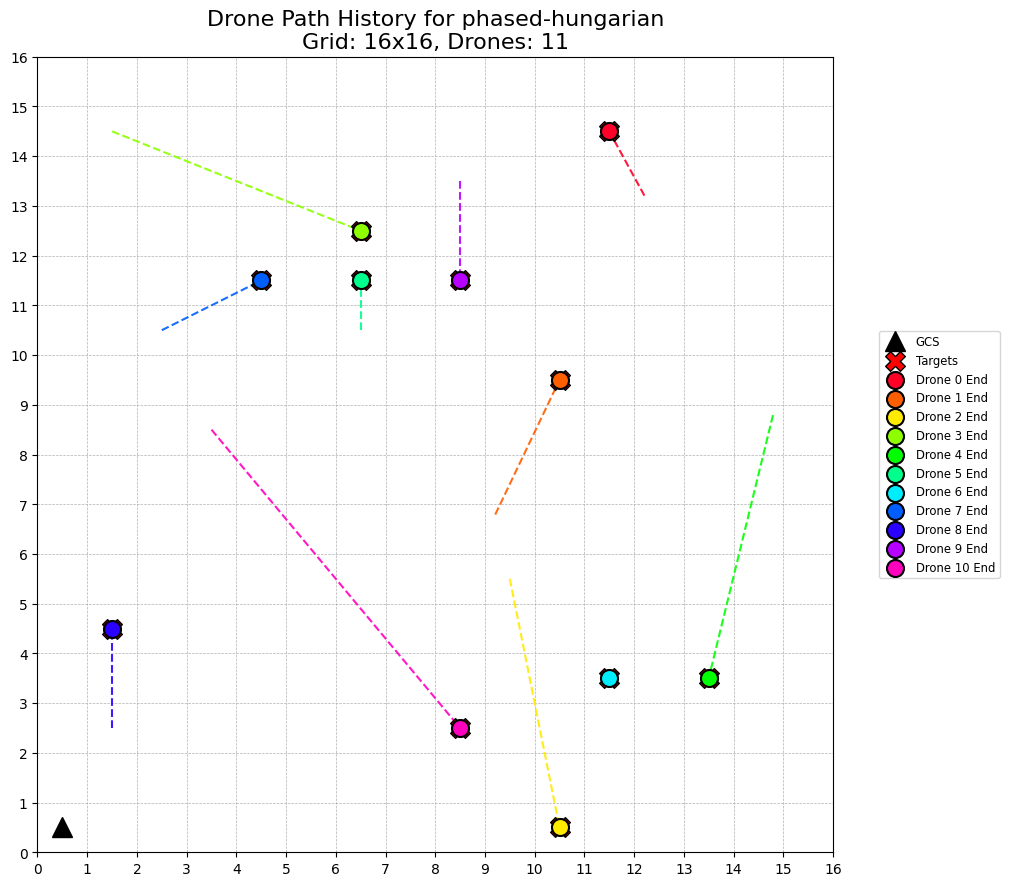 Drone Path History for phased-hungarian
Grid: 16x16, Drones: 11
16
15
14
13
12
11
10
9
8
7
6
5
4
3
2
1
0
0 1 2 3 4 5 6 7 8 9 10 11 12 13 14 15 16
GCS
Targets
Drone 0 End
Drone 1 End
Drone 2 End
Drone 3 End
Drone 4 End
Drone 5 End
Drone 6 End
Drone 7 End
Drone 8 End
Drone 9 End
Drone 10 End